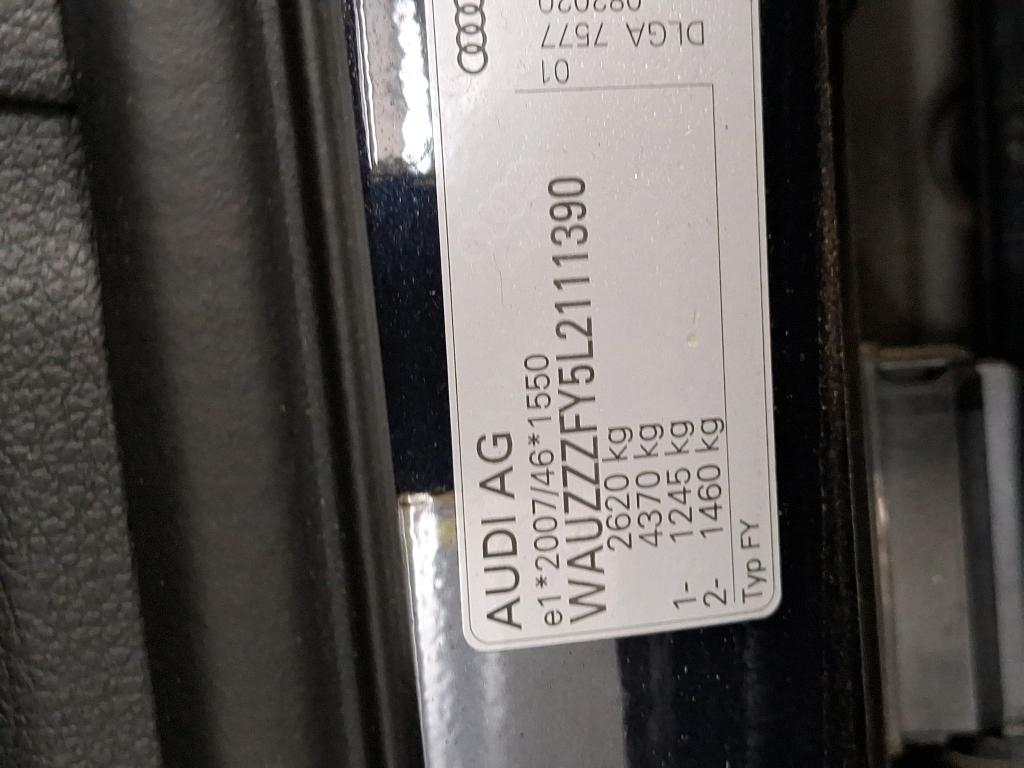 AUDI AG
e1*2007/46*1550
WAUZZZFY5L2111390
2620 kg
4370 kg
1- 1245 kg
2- 1460 kg
Typ FY
01
DLGA 7577